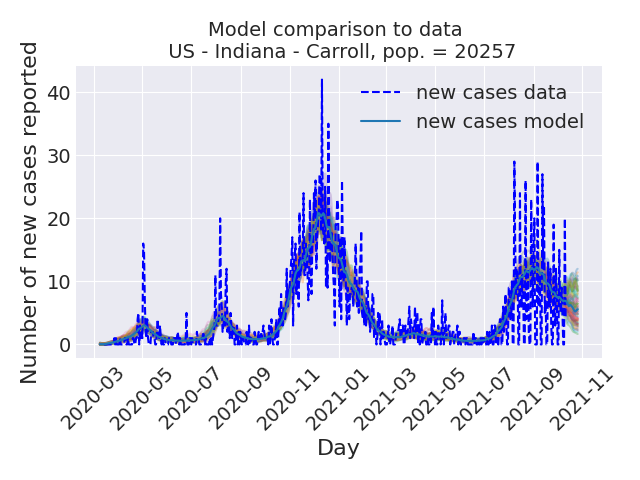 Model comparison to data
US - Indiana - Carroll, pop. = 20257
Number of new cases reported
40
30
20
10
0
new cases data
new cases model
2020-03
2020-05
2020-07
2020-09
2020-11
2021-01
2021-03
2021-05
2021-07
2021-09
2021-11
Day